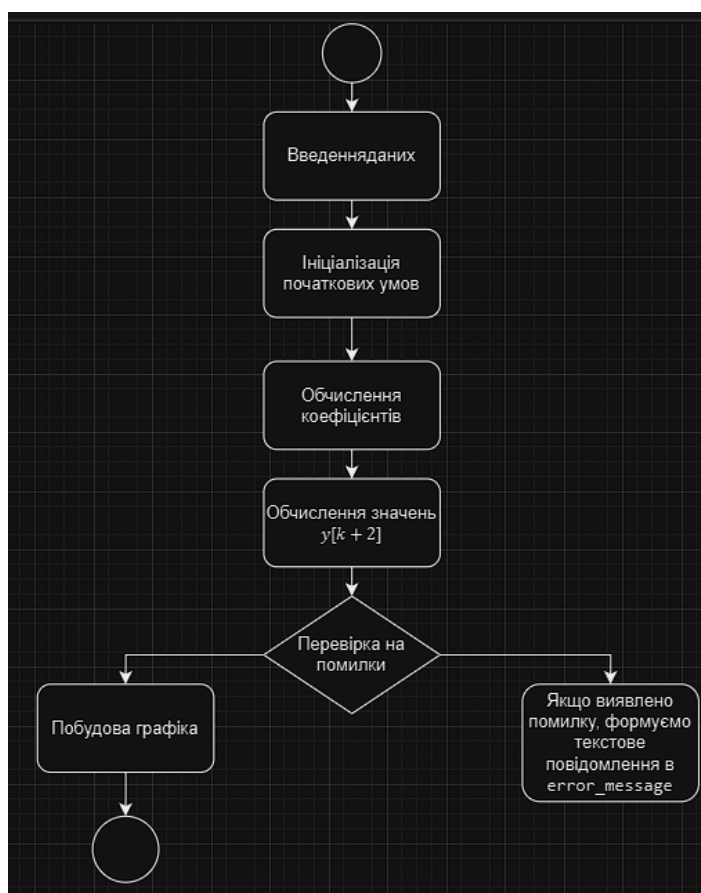 Введенняданих
Ініціалізація
початкових умов
Обчислення
коефіцієнтів
Обчислення значень
y[k + 2]
Перевірка на
помилки
Побудова графіка
Якщо виявлено
помилку, формуємо
текстове
повідомлення в
error_message